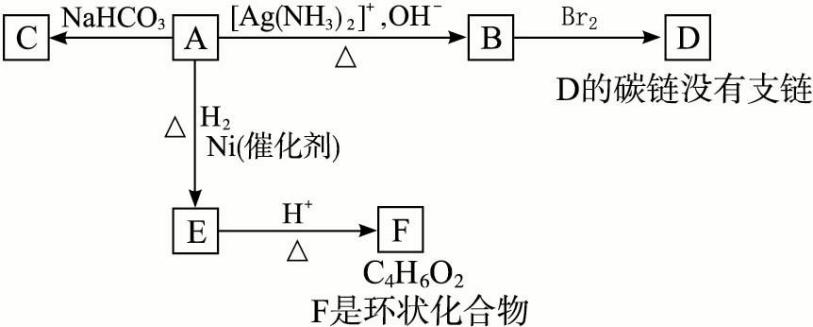 C NaHCO₃ A [Ag(NH₃)₂]⁺,OH⁻ △ B Br₂ D
D的碳链没有支链
△ H₂
Ni(催化剂)
E H⁺ △ F
C₄H₆O₂
F是环状化合物